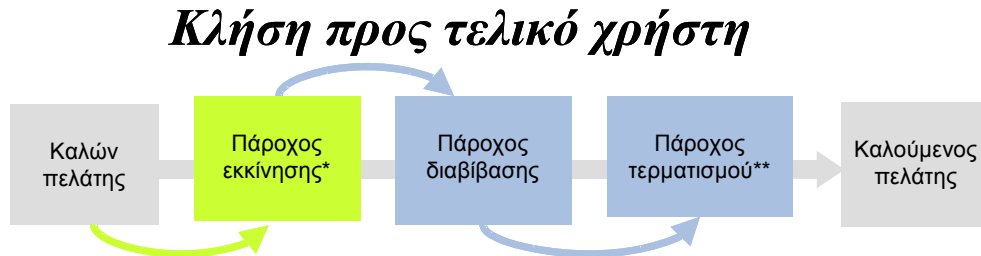 Κλήση προς τελικό χρήστη
Καλών
πελάτης
Πάροχος
εκκίνησης*
Πάροχος
διαβίβασης
Πάροχος
τερματισμού**
Καλούμενος
πελάτης